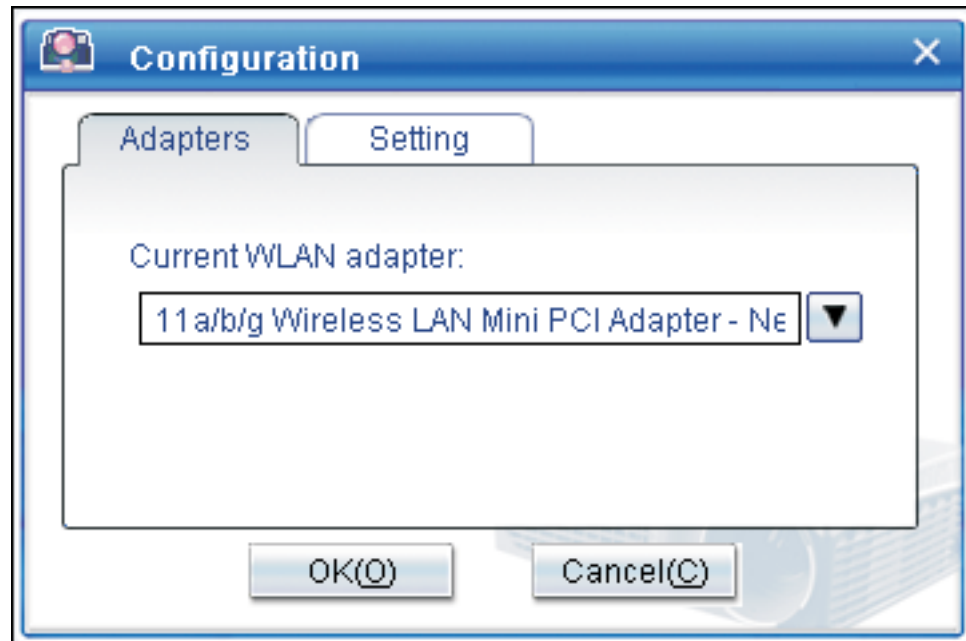 Configuration
Adapters Setting
Current WLAN adapter:
11a/b/g Wireless LAN Mini PCI Adapter - Ne
OK(O) Cancel(C)